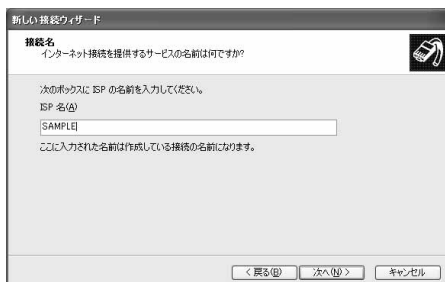 新しい接続ウィザード
接続名
インターネット接続を提供するサービスの名前は何ですか?
次のボックスに ISP の名前を入力してください。
ISP 名(A)
SAMPLE
ここに入力された名前は作成している接続の名前になります。
< 戻る(B) 次へ(N) > キャンセル